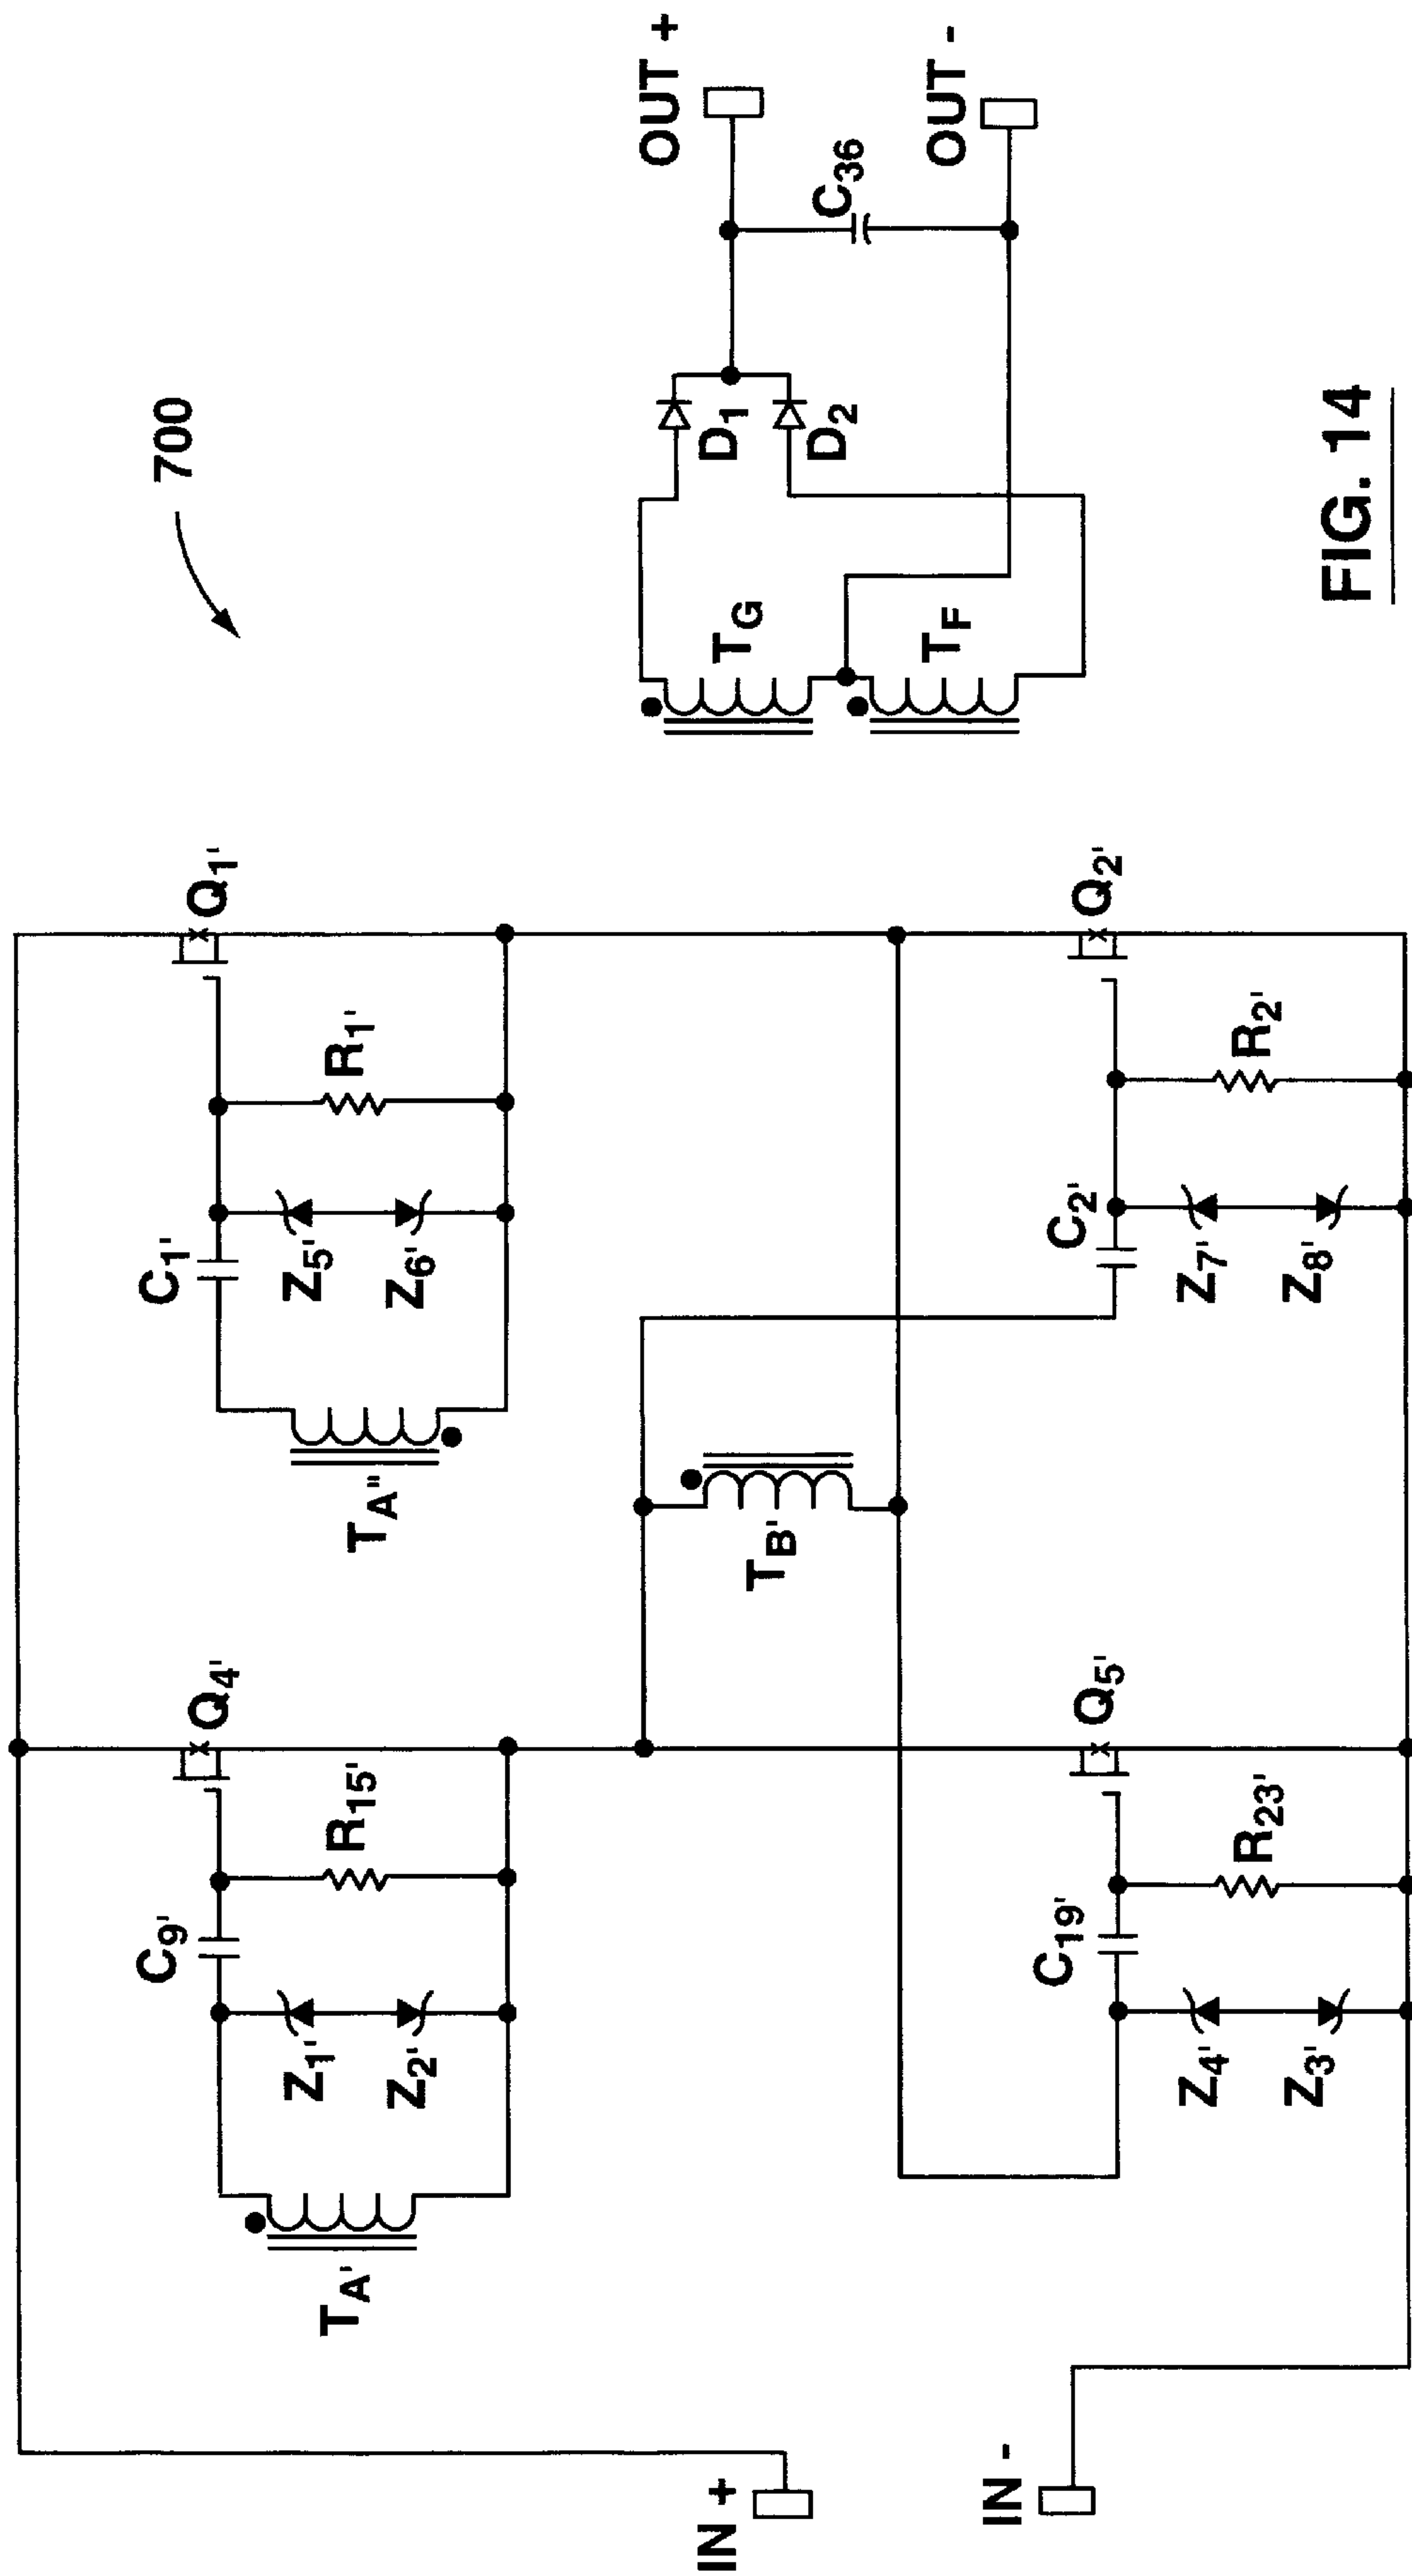 700
OUT +
OUT -
C36
D1
D2
TG
TF
Q1'
R1'
C1'
Z5'
Z6'
TA"
Q2'
R2'
C2'
Z7'
Z8'
TB'
Q4'
R15'
C9'
Z1'
Z2'
TA'
Q5'
R23'
C19'
Z4'
Z3'
IN +
IN -
FIG. 14